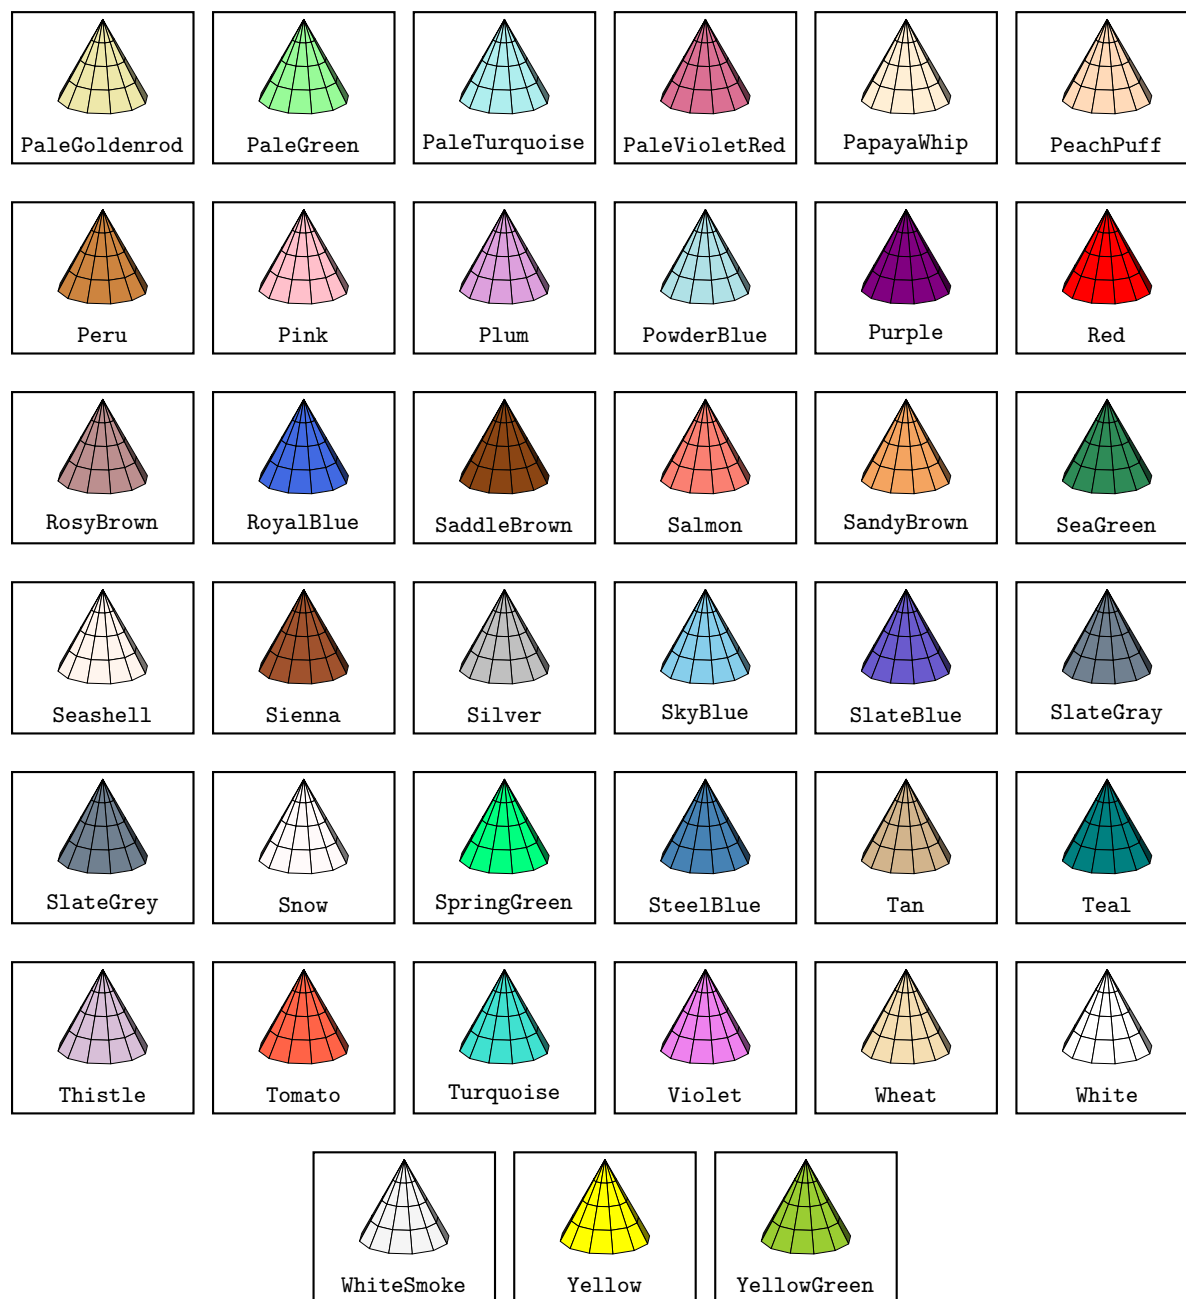 PaleGoldenrod
PaleGreen
PaleTurquoise
PaleVioletRed
PapayaWhip
PeachPuff
Peru
Pink
Plum
PowderBlue
Purple
Red
RosyBrown
RoyalBlue
SaddleBrown
Salmon
SandyBrown
SeaGreen
Seashell
Sienna
Silver
SkyBlue
SlateBlue
SlateGray
SlateGrey
Snow
SpringGreen
SteelBlue
Tan
Teal
Thistle
Tomato
Turquoise
Violet
Wheat
White
WhiteSmoke
Yellow
YellowGreen